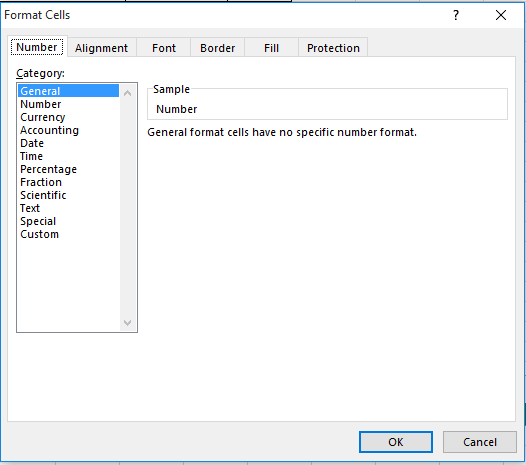 Format Cells
?
Number Alignment Font Border Fill Protection
Category:
General
Number
Currency
Accounting
Date
Time
Percentage
Fraction
Scientific
Text
Special
Custom
Sample
Number
General format cells have no specific number format.
OK Cancel